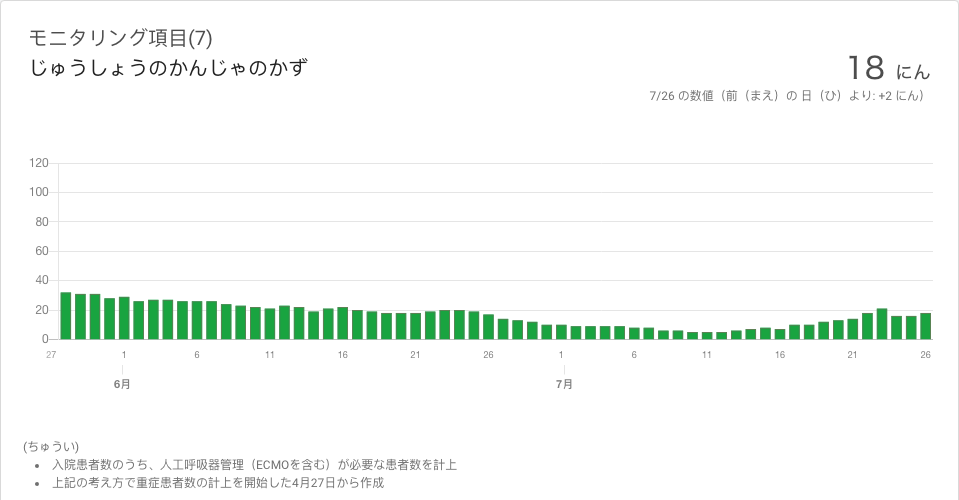 モニタリング項目(7)
じゅうしょうのかんじゃのかず
18 にん
7/26 の数値（前（まえ）の 日（ひ）より: +2 にん）
120
100
80
60
40
20
0
27 1 6 11 16 21 26 1 6 11 16 21 26
6月 7月
(ちゅうい)
• 入院患者数のうち、人工呼吸器管理（ECMOを含む）が必要な患者数を計上
• 上記の考え方で重症患者数の計上を開始した4月27日から作成